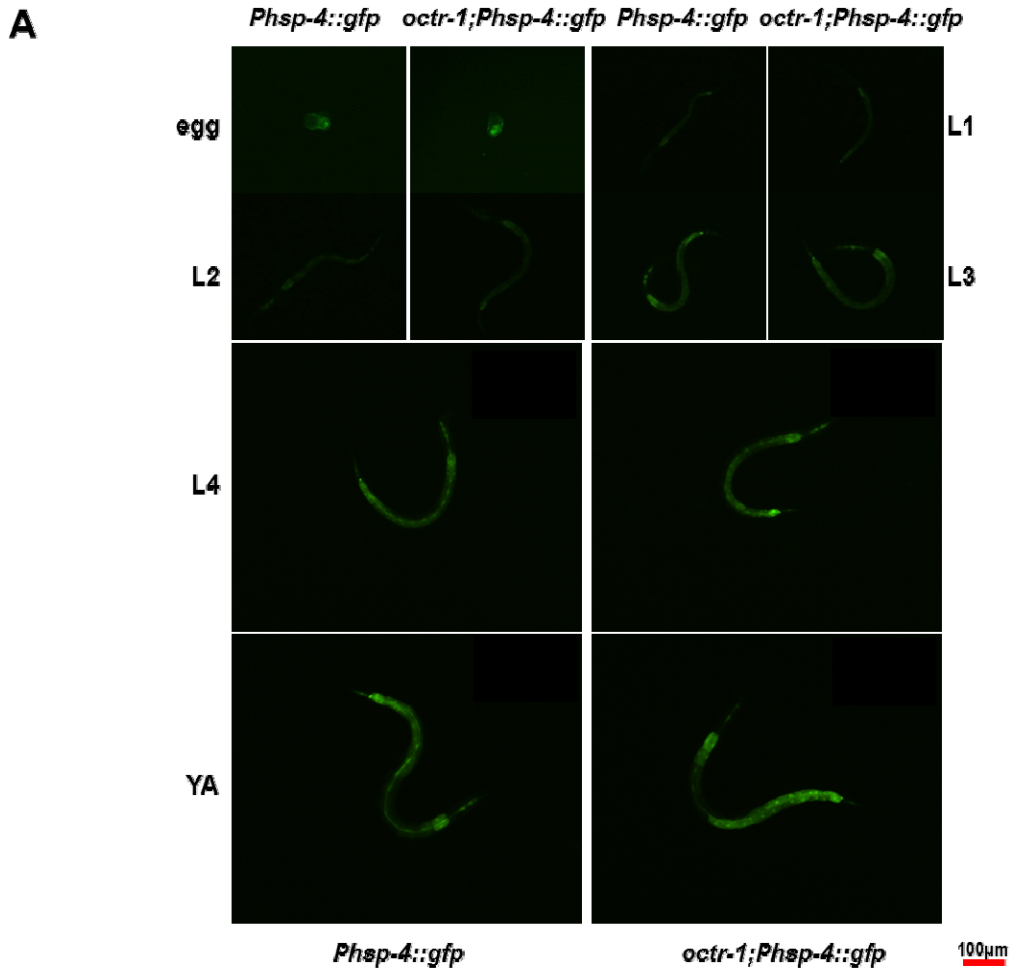 A
Phsp-4::gfp octr-1;Phsp-4::gfp Phsp-4::gfp octr-1;Phsp-4::gfp
egg
L1
L2
L3
L4
YA
Phsp-4::gfp octr-1;Phsp-4::gfp
100µm